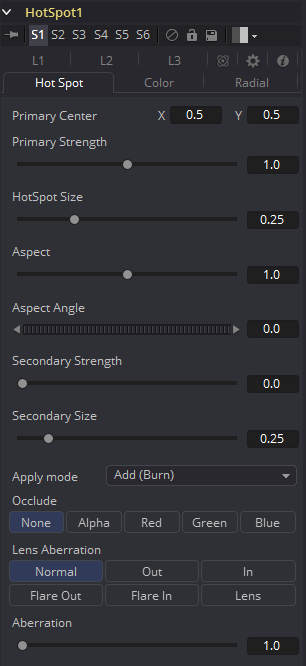 HotSpot1
S1 S2 S3 S4 S5 S6
L1 L2 L3
Hot Spot Color Radial
Primary Center X 0.5 Y 0.5
Primary Strength
1.0
HotSpot Size
0.25
Aspect
1.0
Aspect Angle
0.0
Secondary Strength
0.0
Secondary Size
0.25
Apply mode Add (Burn)
Occlude
None Alpha Red Green Blue
Lens Aberration
Normal Out In
Flare Out Flare In Lens
Aberration
1.0